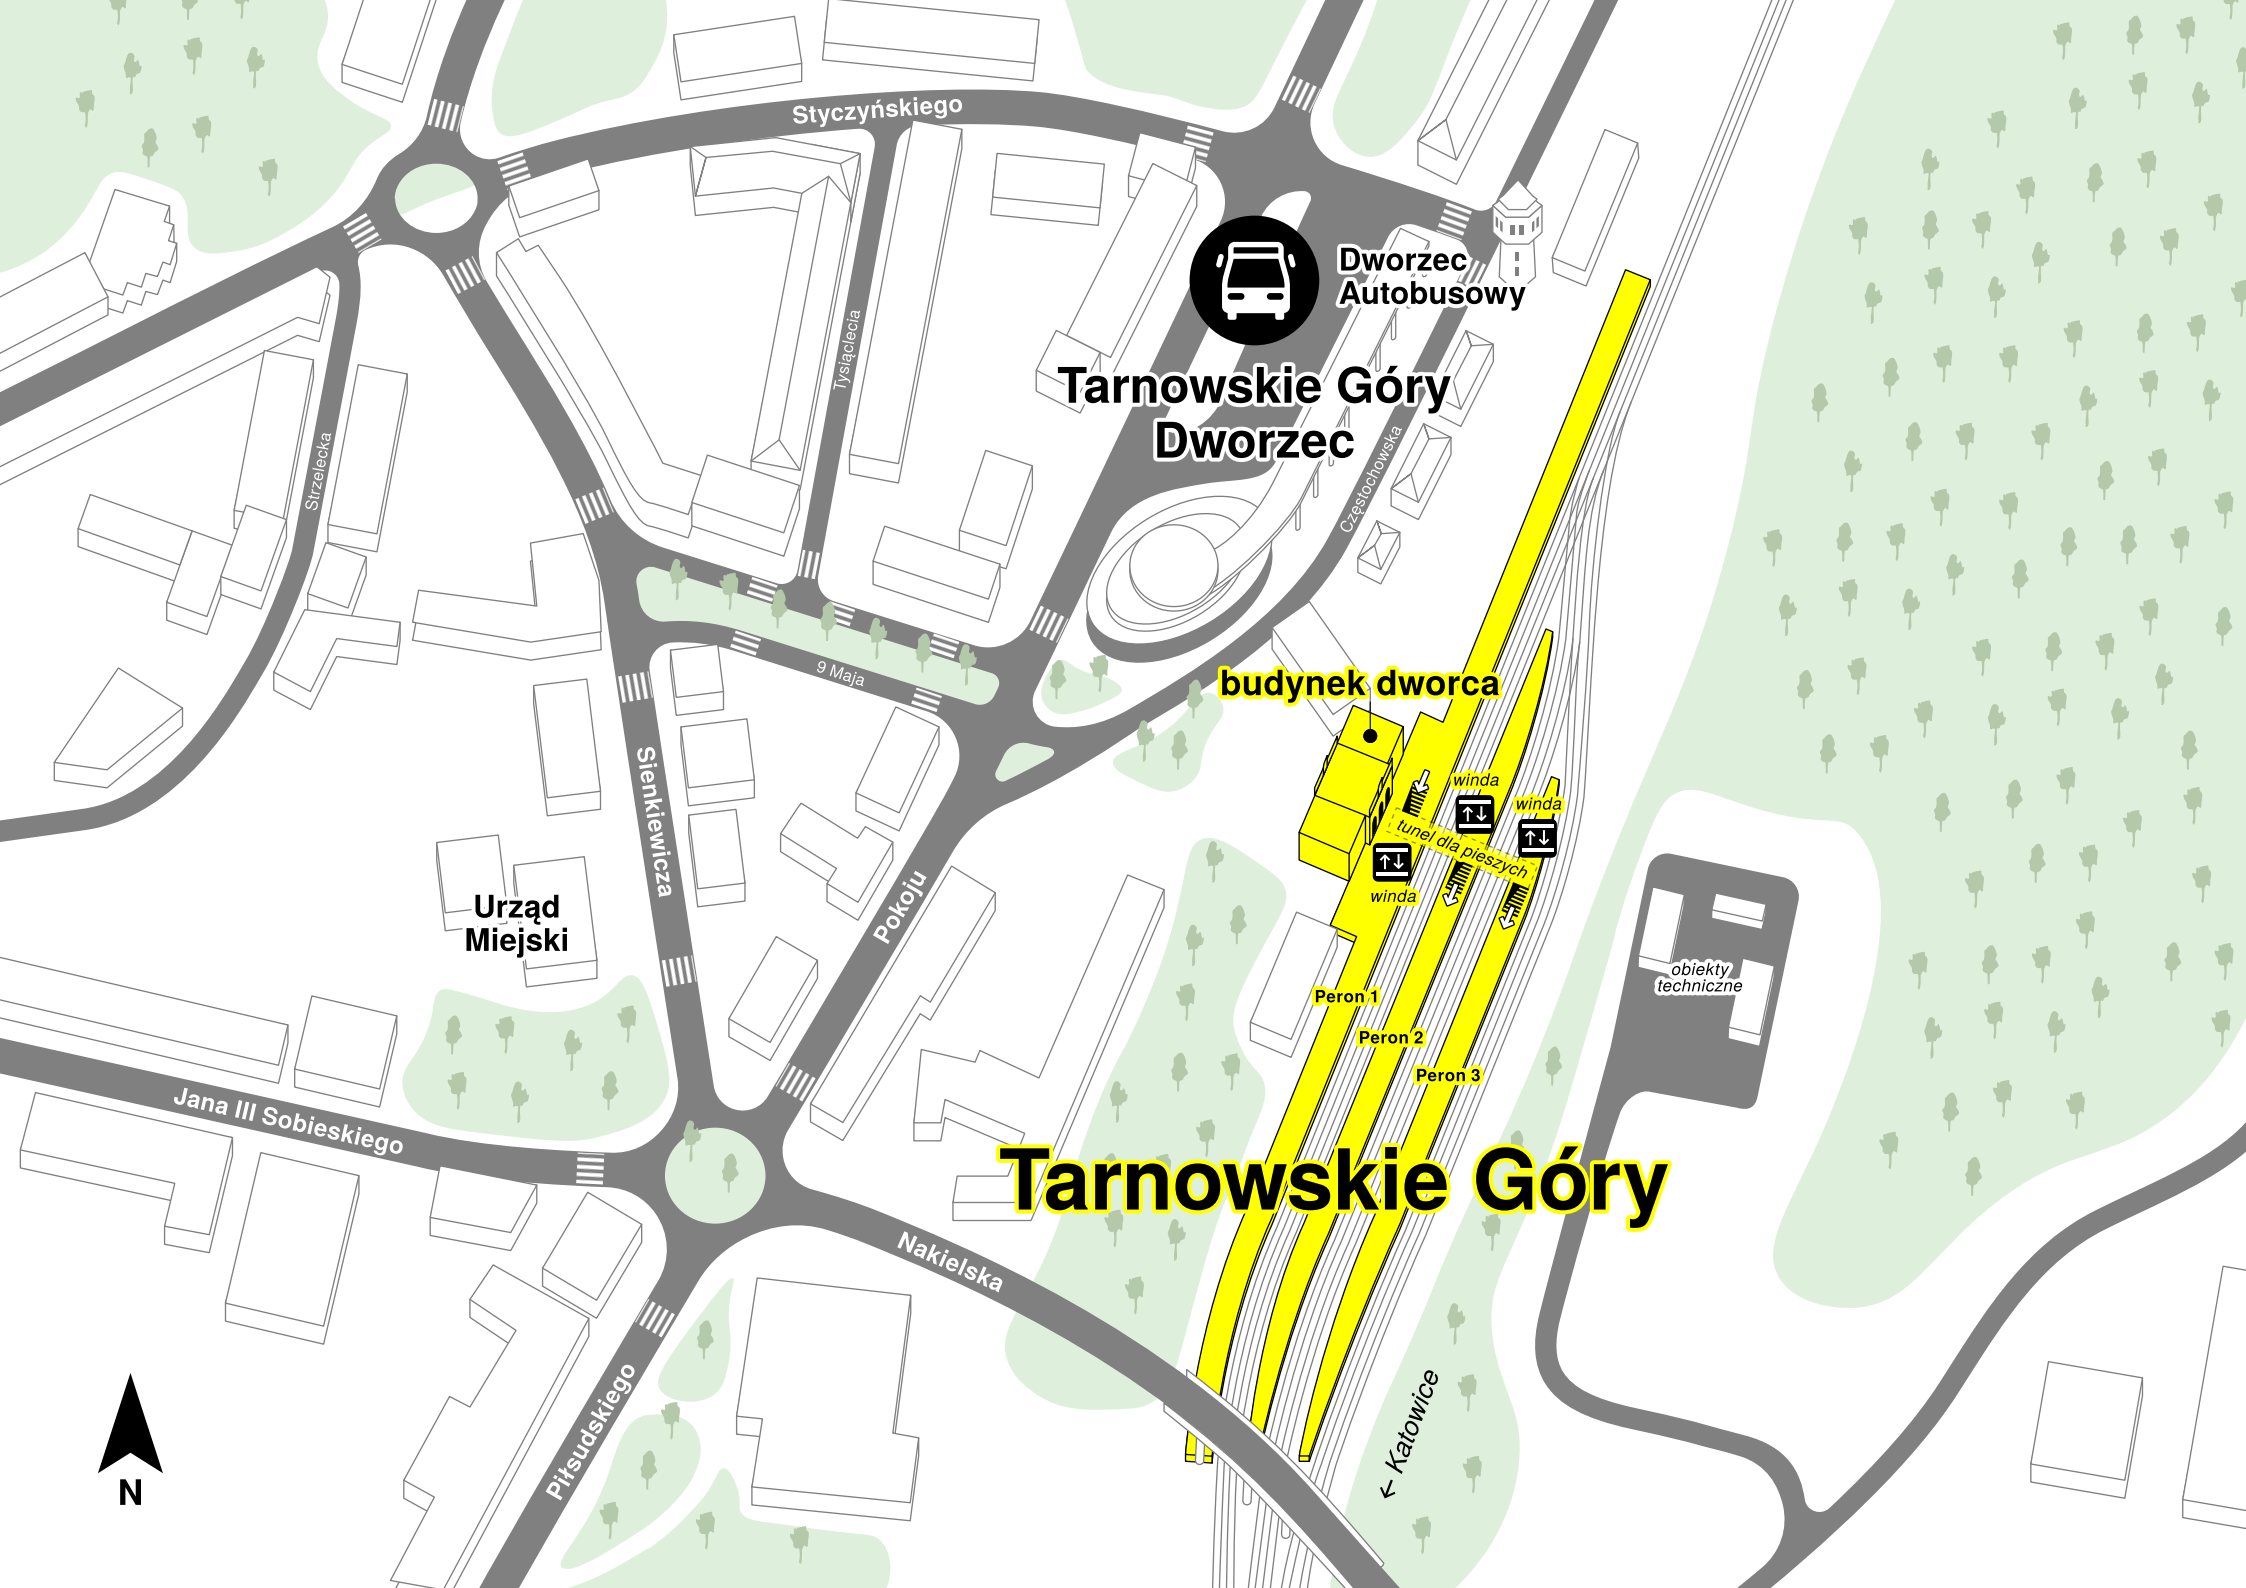 Styczyńskiego
Dworzec
Autobusowy
Tysiąclecia
Tarnowskie Góry
Dworzec
Strzelecka
Częstochowska
9 Maja
budynek dworca
Sienkiewicza
winda
winda
tunel dla pieszych
winda
Urząd
Miejski
Pokoju
obiekty
techniczne
Peron 1
Peron 2
Peron 3
Jana III Sobieskiego
Tarnowskie Góry
Nakielska
Piłsudskiego
← Katowice
N